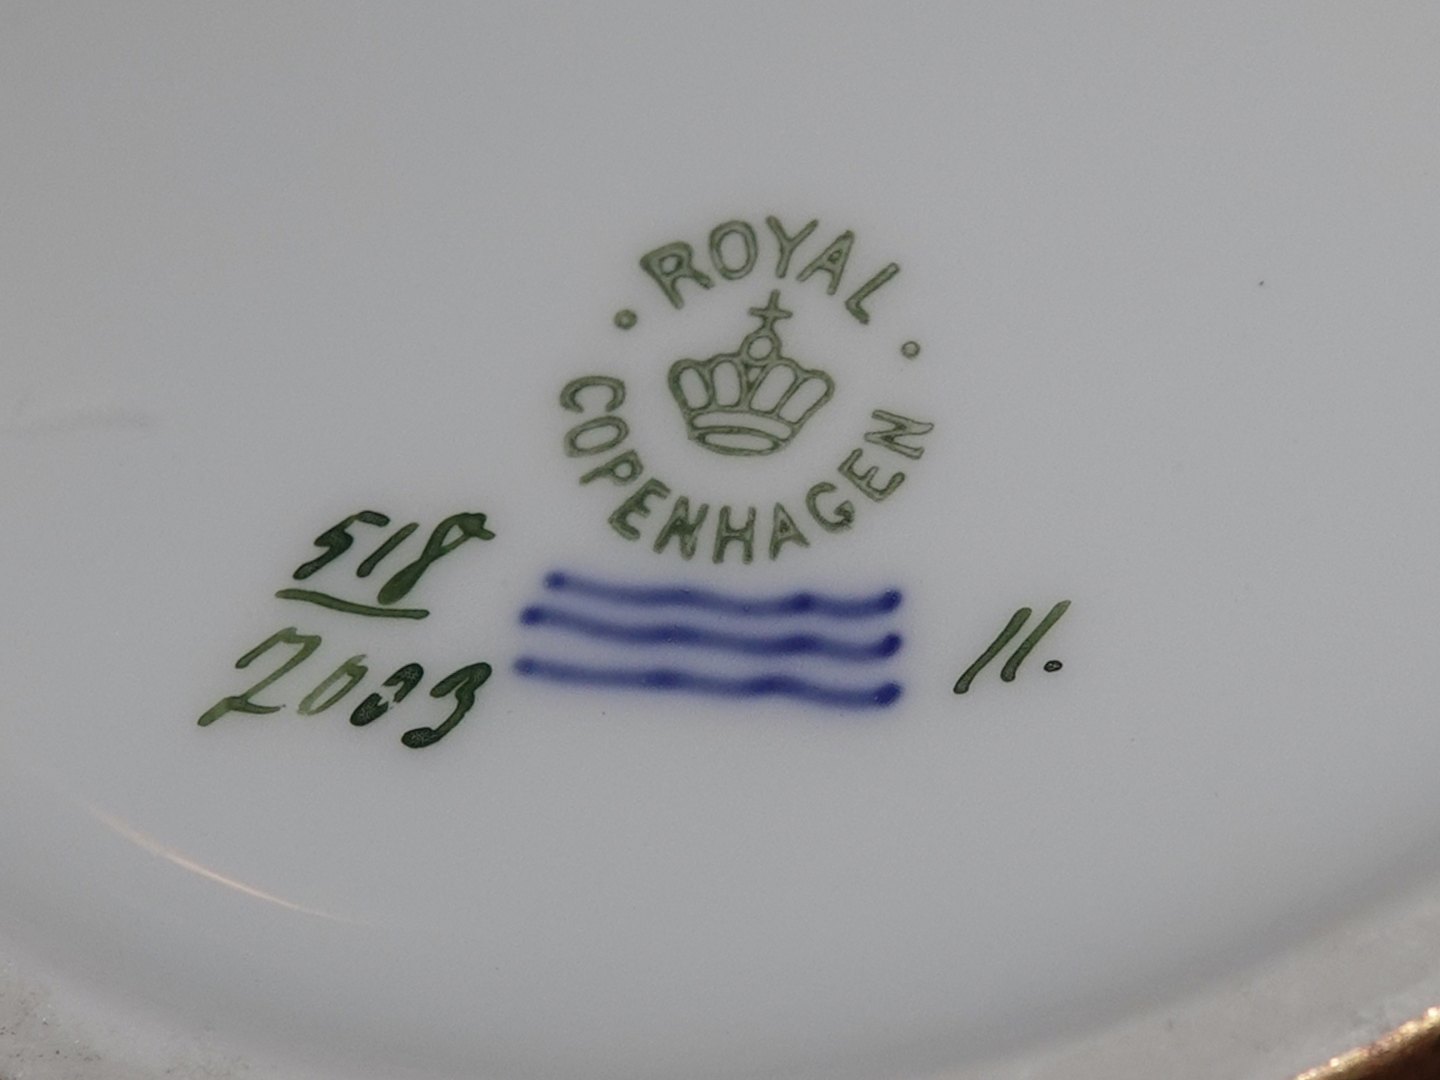 ROYAL
COPENHAGEN
518
2003
11.